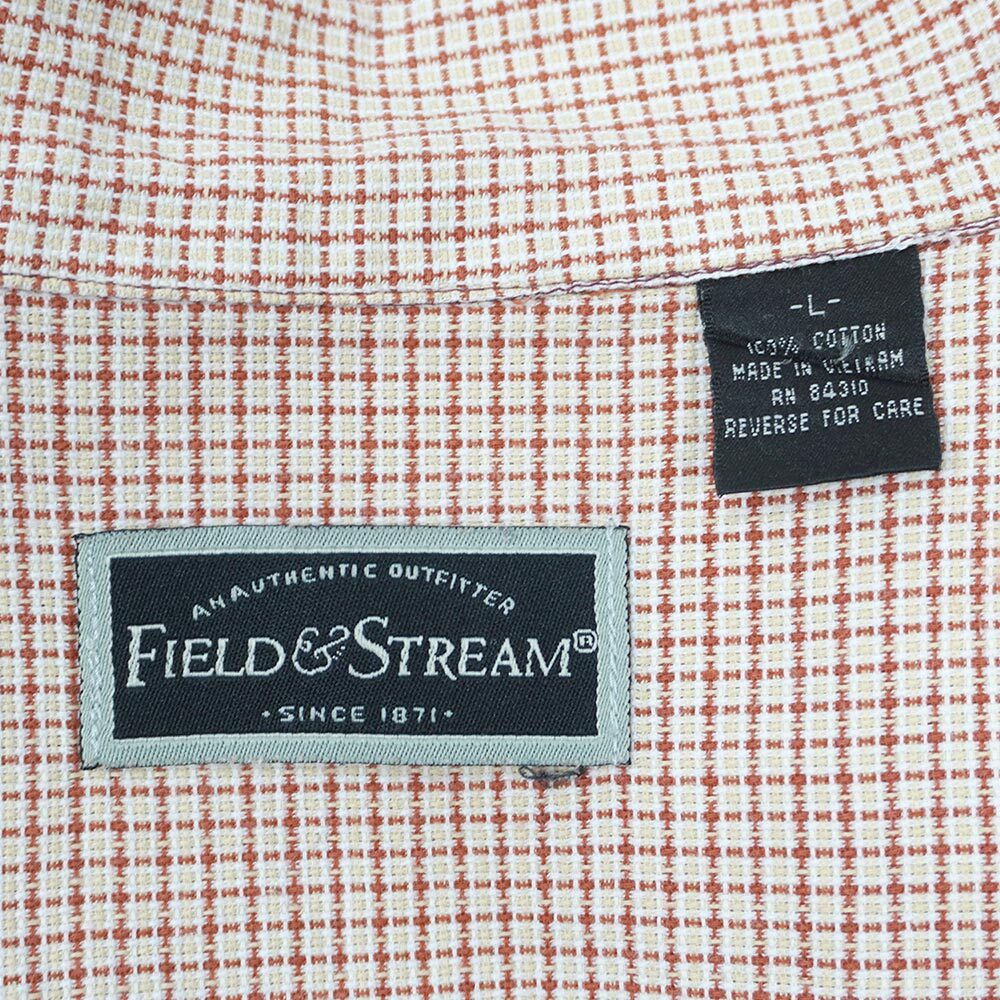 -L-
100% COTTON
MADE IN VIETNAM
RN 84310
REVERSE FOR CARE
AN AUTHENTIC OUTFITTER
FIELD & STREAM®
• SINCE 1871 •